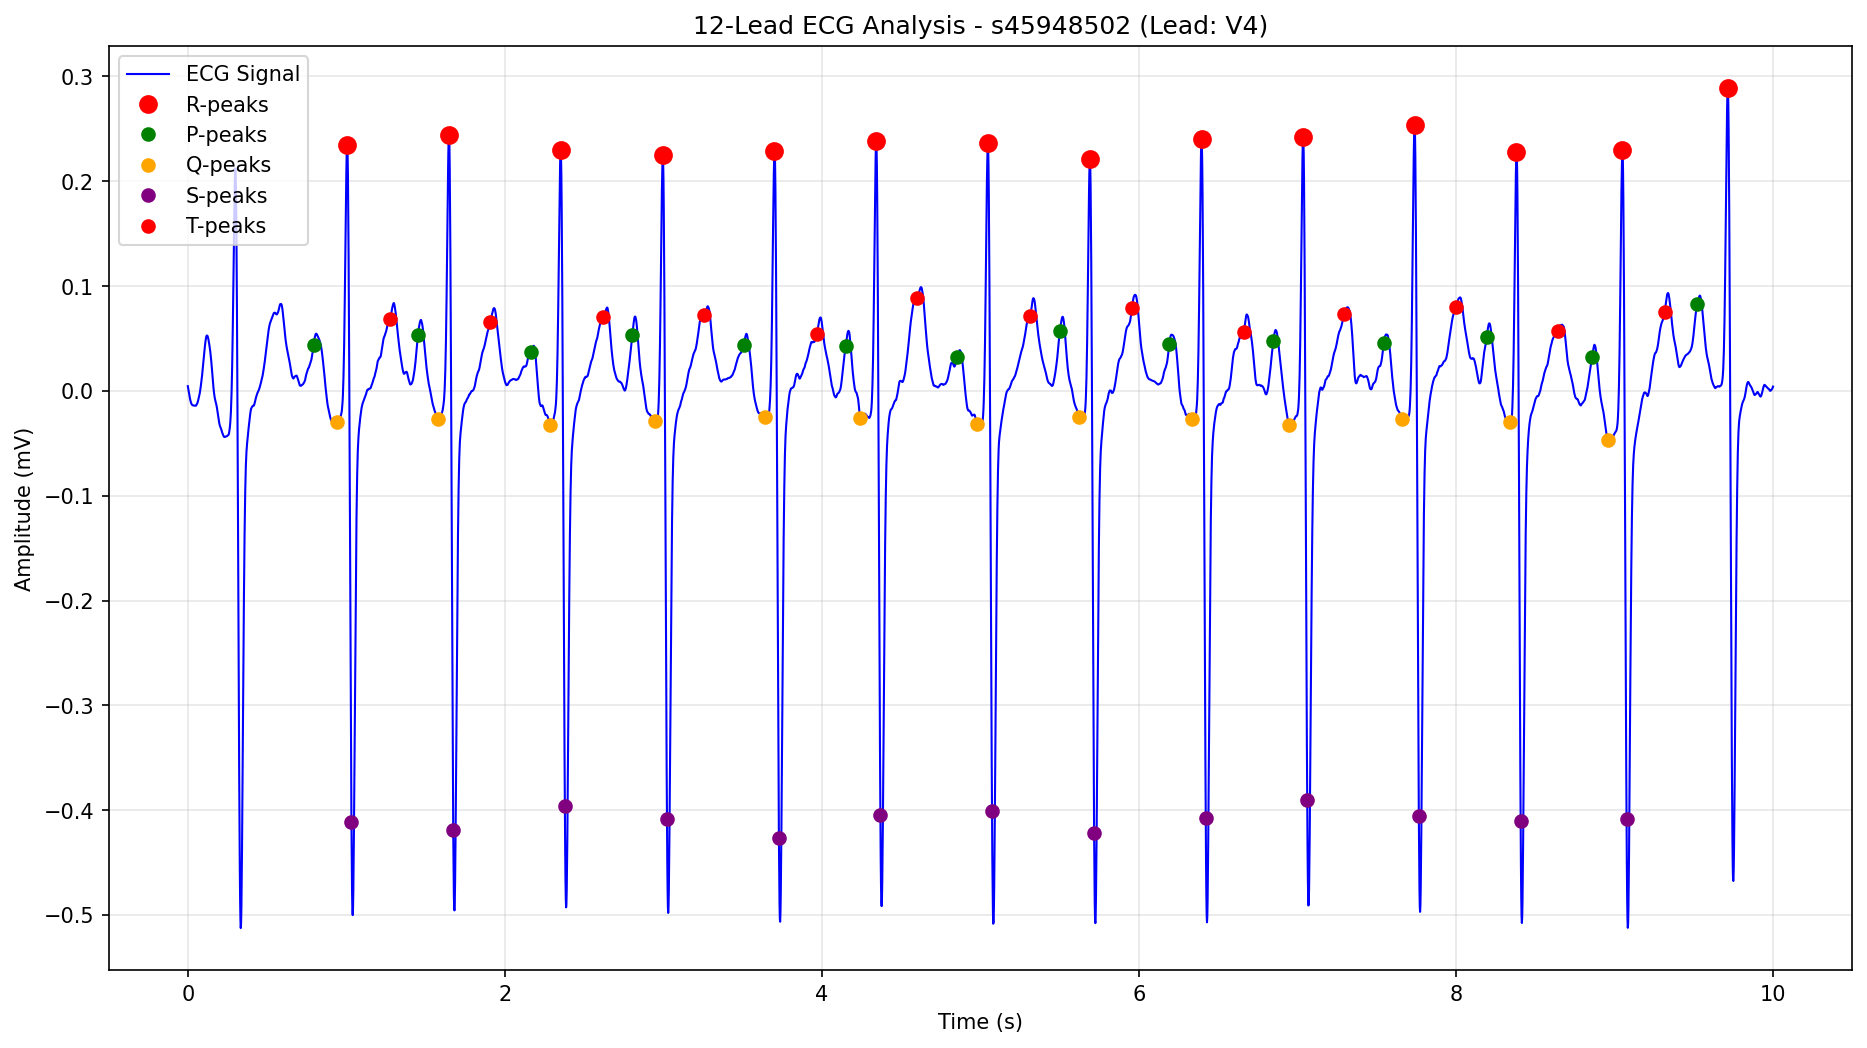 12-Lead ECG Analysis - s45948502 (Lead: V4)
ECG Signal
R-peaks
P-peaks
Q-peaks
S-peaks
T-peaks
Amplitude (mV)
0.3
0.2
0.1
0.0
−0.1
−0.2
−0.3
−0.4
−0.5
0 2 4 6 8 10
Time (s)